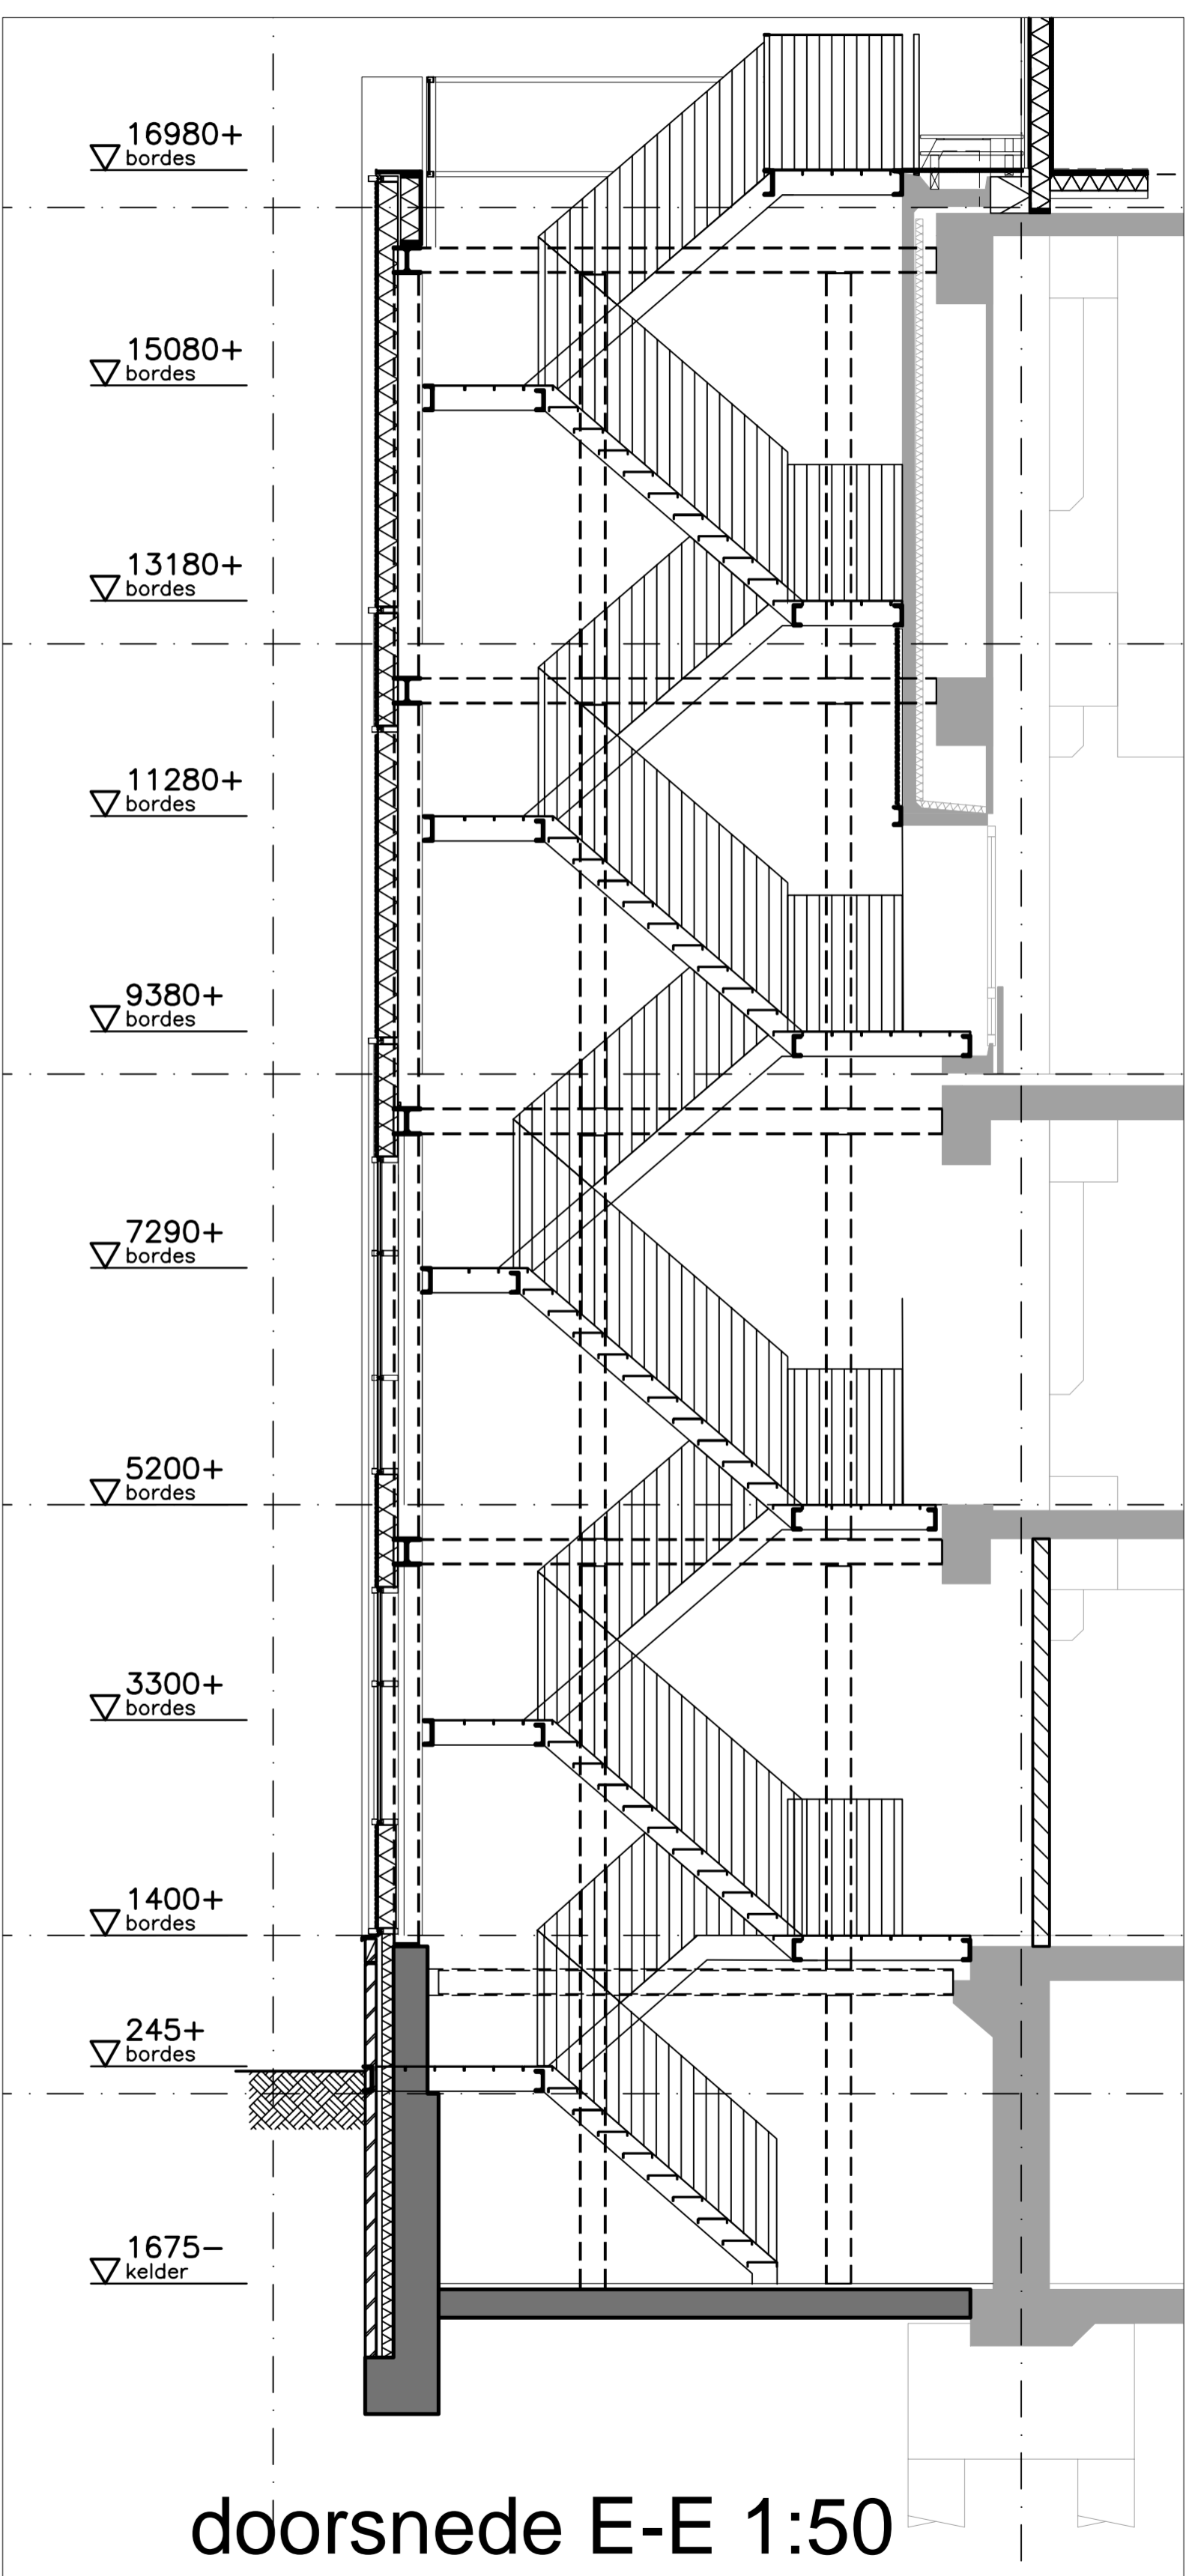 16980+
bordes
15080+
bordes
13180+
bordes
11280+
bordes
9380+
bordes
7290+
bordes
5200+
bordes
3300+
bordes
1400+
bordes
245+
bordes
1675-
kelder
doorsnede E-E 1:50